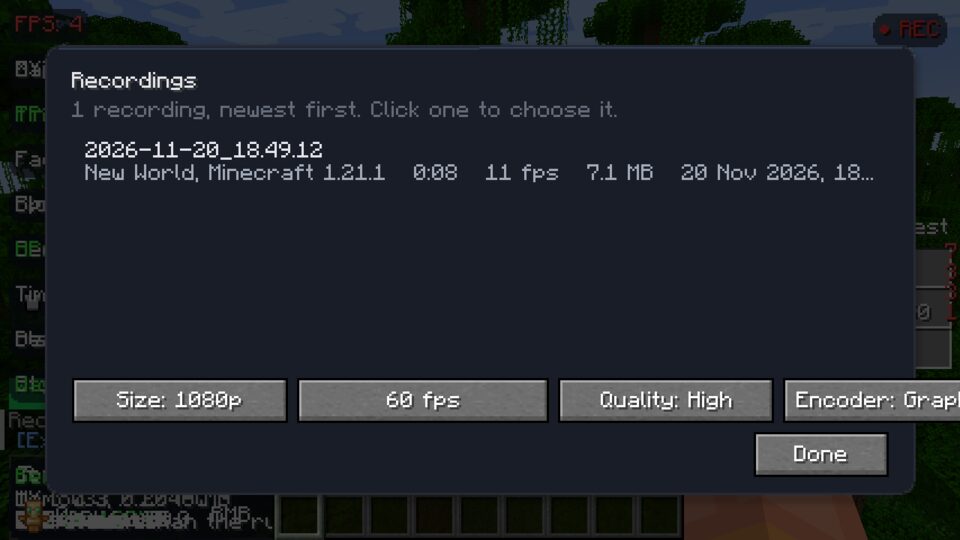 FPS: 4
REC
Recordings
1 recording, newest first. Click one to choose it.
2026-11-20_18.49.12
New World, Minecraft 1.21.1 0:08 11 fps 7.1 MB 20 Nov 2026, 18...
Size: 1080p
60 fps
Quality: High
Encoder: Grap
Done